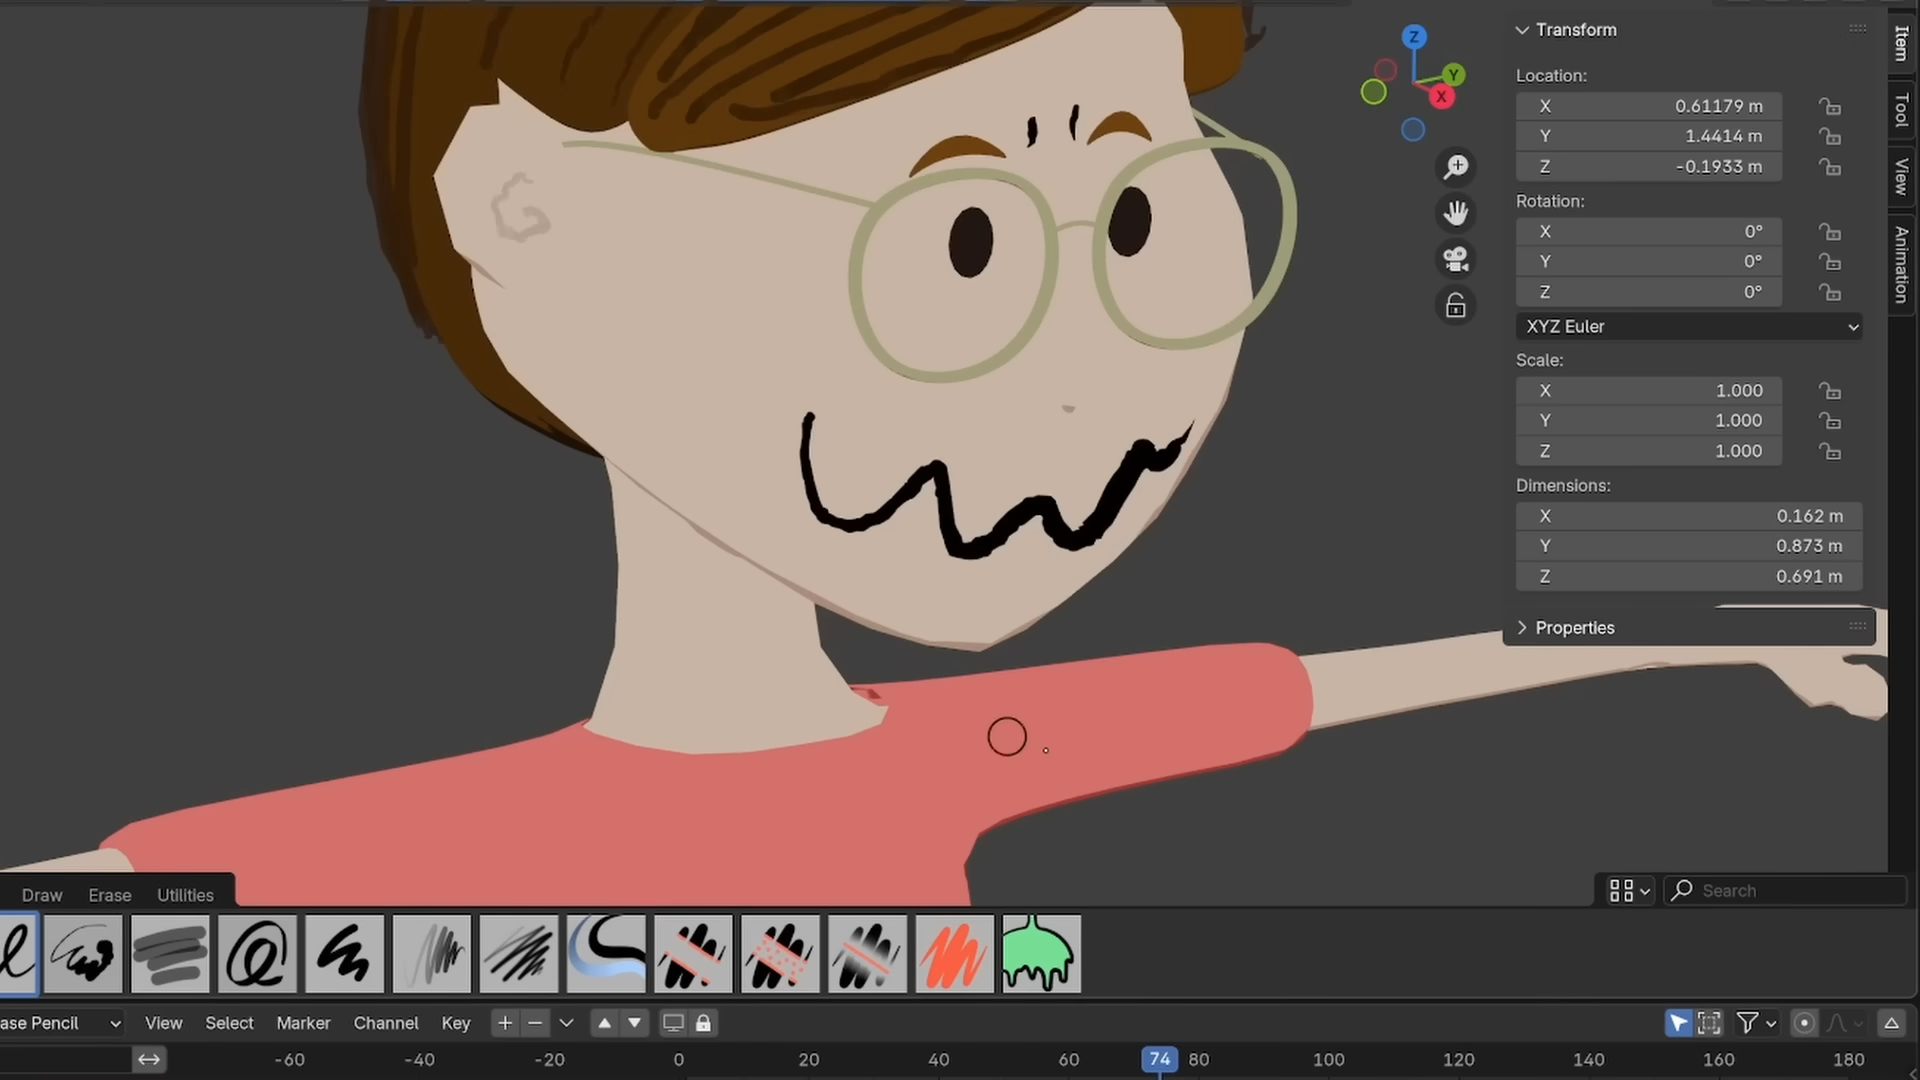 Transform
Location:
X 0.61179 m
Y 1.4414 m
Z -0.1933 m
Rotation:
X 0°
Y 0°
Z 0°
XYZ Euler
Scale:
X 1.000
Y 1.000
Z 1.000
Dimensions:
X 0.162 m
Y 0.873 m
Z 0.691 m
Properties
Item
Tool
View
Animation
Z
Y
X
Draw Erase Utilities
Search
ase Pencil View Select Marker Channel Key
-60 -40 -20 0 20 40 60 74 80 100 120 140 160 180